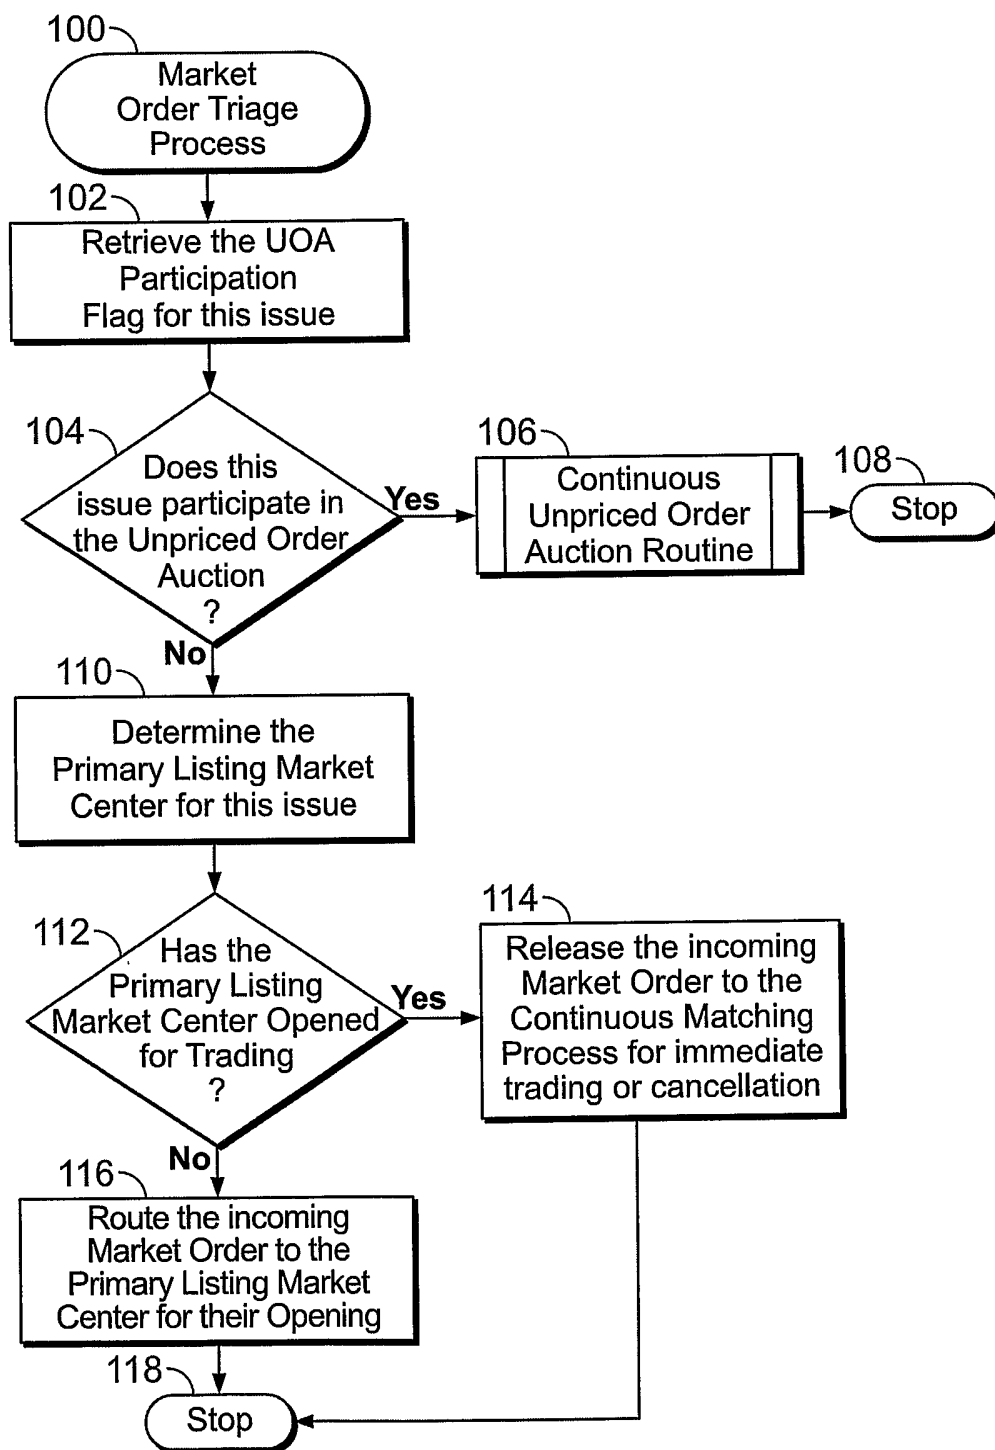 100
Market
Order Triage
Process
102
Retrieve the UOA
Participation
Flag for this issue
104
Does this
issue participate in
the Unpriced Order
Auction
?
Yes
106
Continuous
Unpriced Order
Auction Routine
108
Stop
No
110
Determine the
Primary Listing Market
Center for this issue
112
Has the
Primary Listing
Market Center Opened
for Trading
?
Yes
114
Release the incoming
Market Order to the
Continuous Matching
Process for immediate
trading or cancellation
No
116
Route the incoming
Market Order to the
Primary Listing Market
Center for their Opening
118
Stop